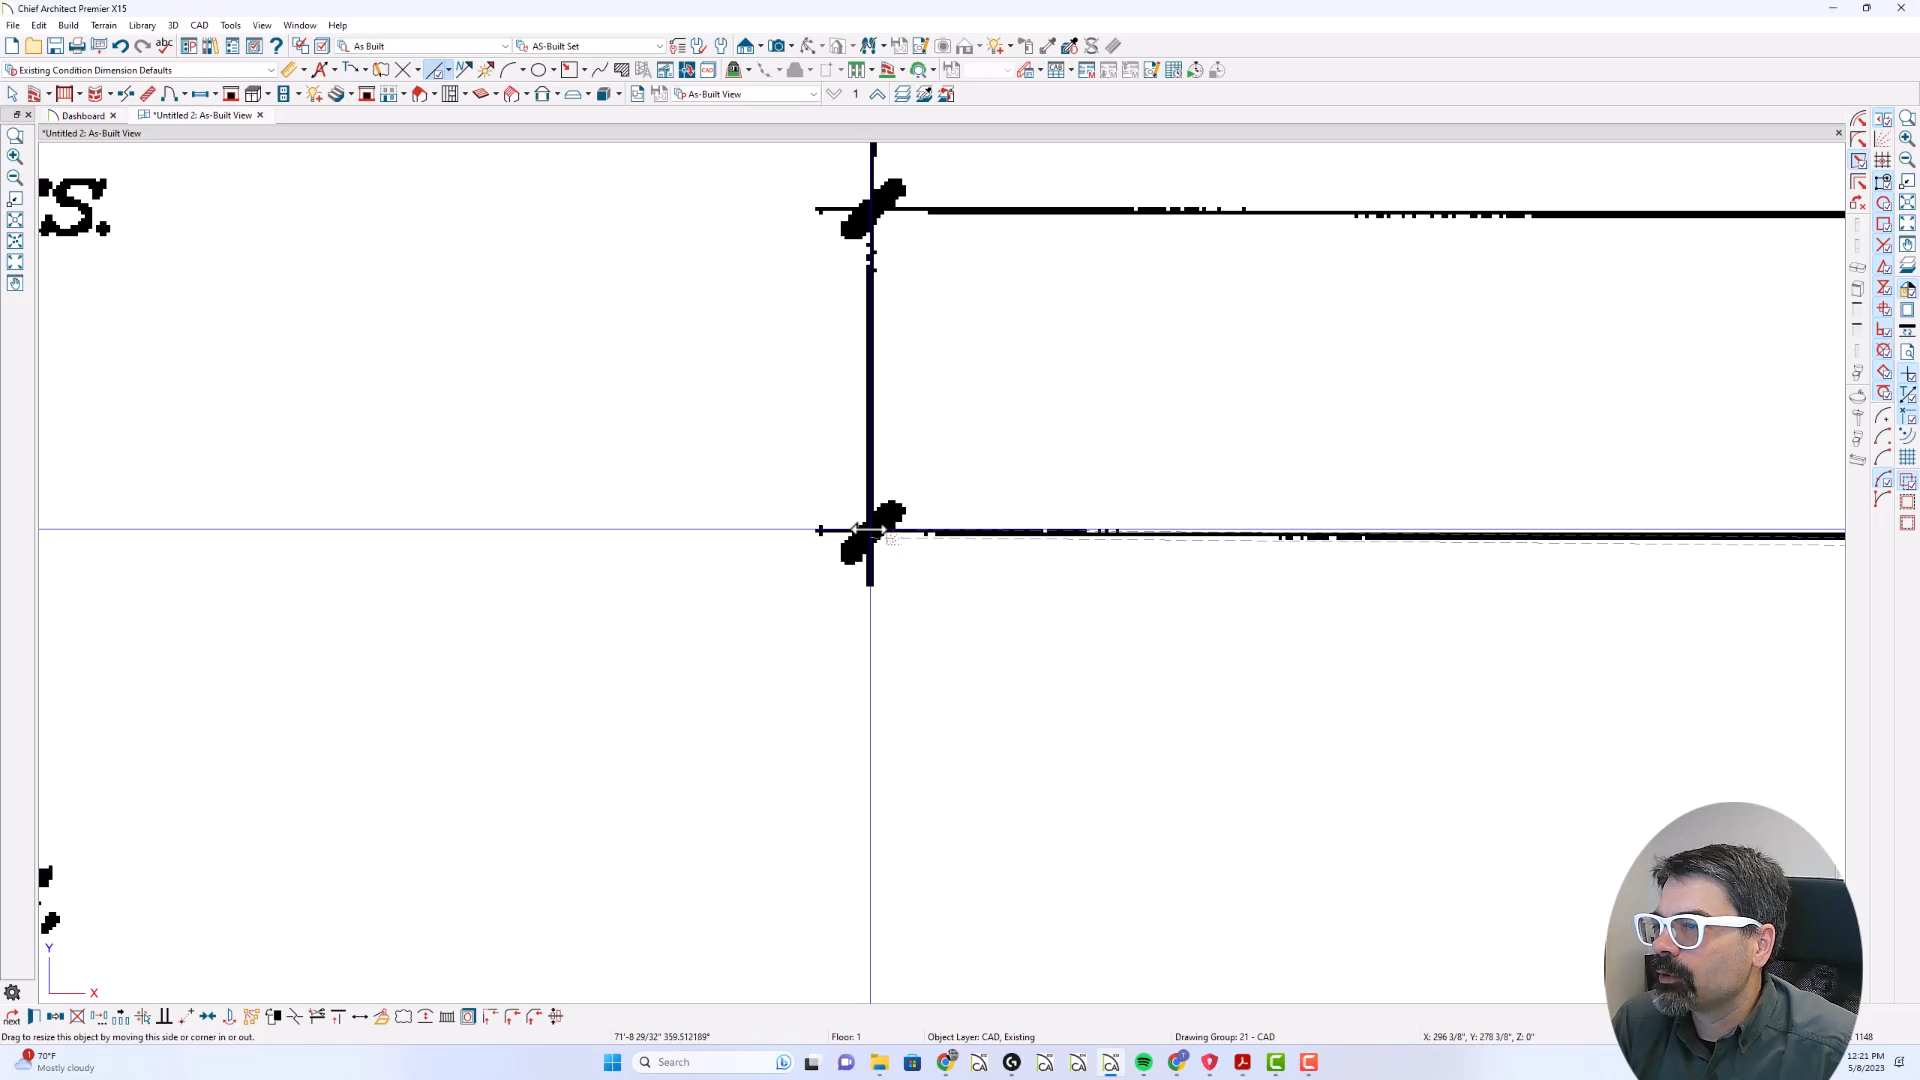 Chief Architect Premier X15
File Edit Build Terrain Library 3D CAD Tools View Window Help
As Built AS-Built Set
Existing Condition Dimension Defaults
As-Built View 1
Dashboard *Untitled 2: As-Built View
*Untitled 2: As-Built View
S.
Y
X
next
Drag to resize this object by moving this side or corner in or out. 71'-8 29/32" 359.512189° Floor: 1 Object Layer: CAD, Existing Drawing Group: 21 - CAD X: 296 3/8", Y: 278 3/8", Z: 0" 1148
1 70°F
Mostly cloudy
Search
12:21 PM
5/8/2023